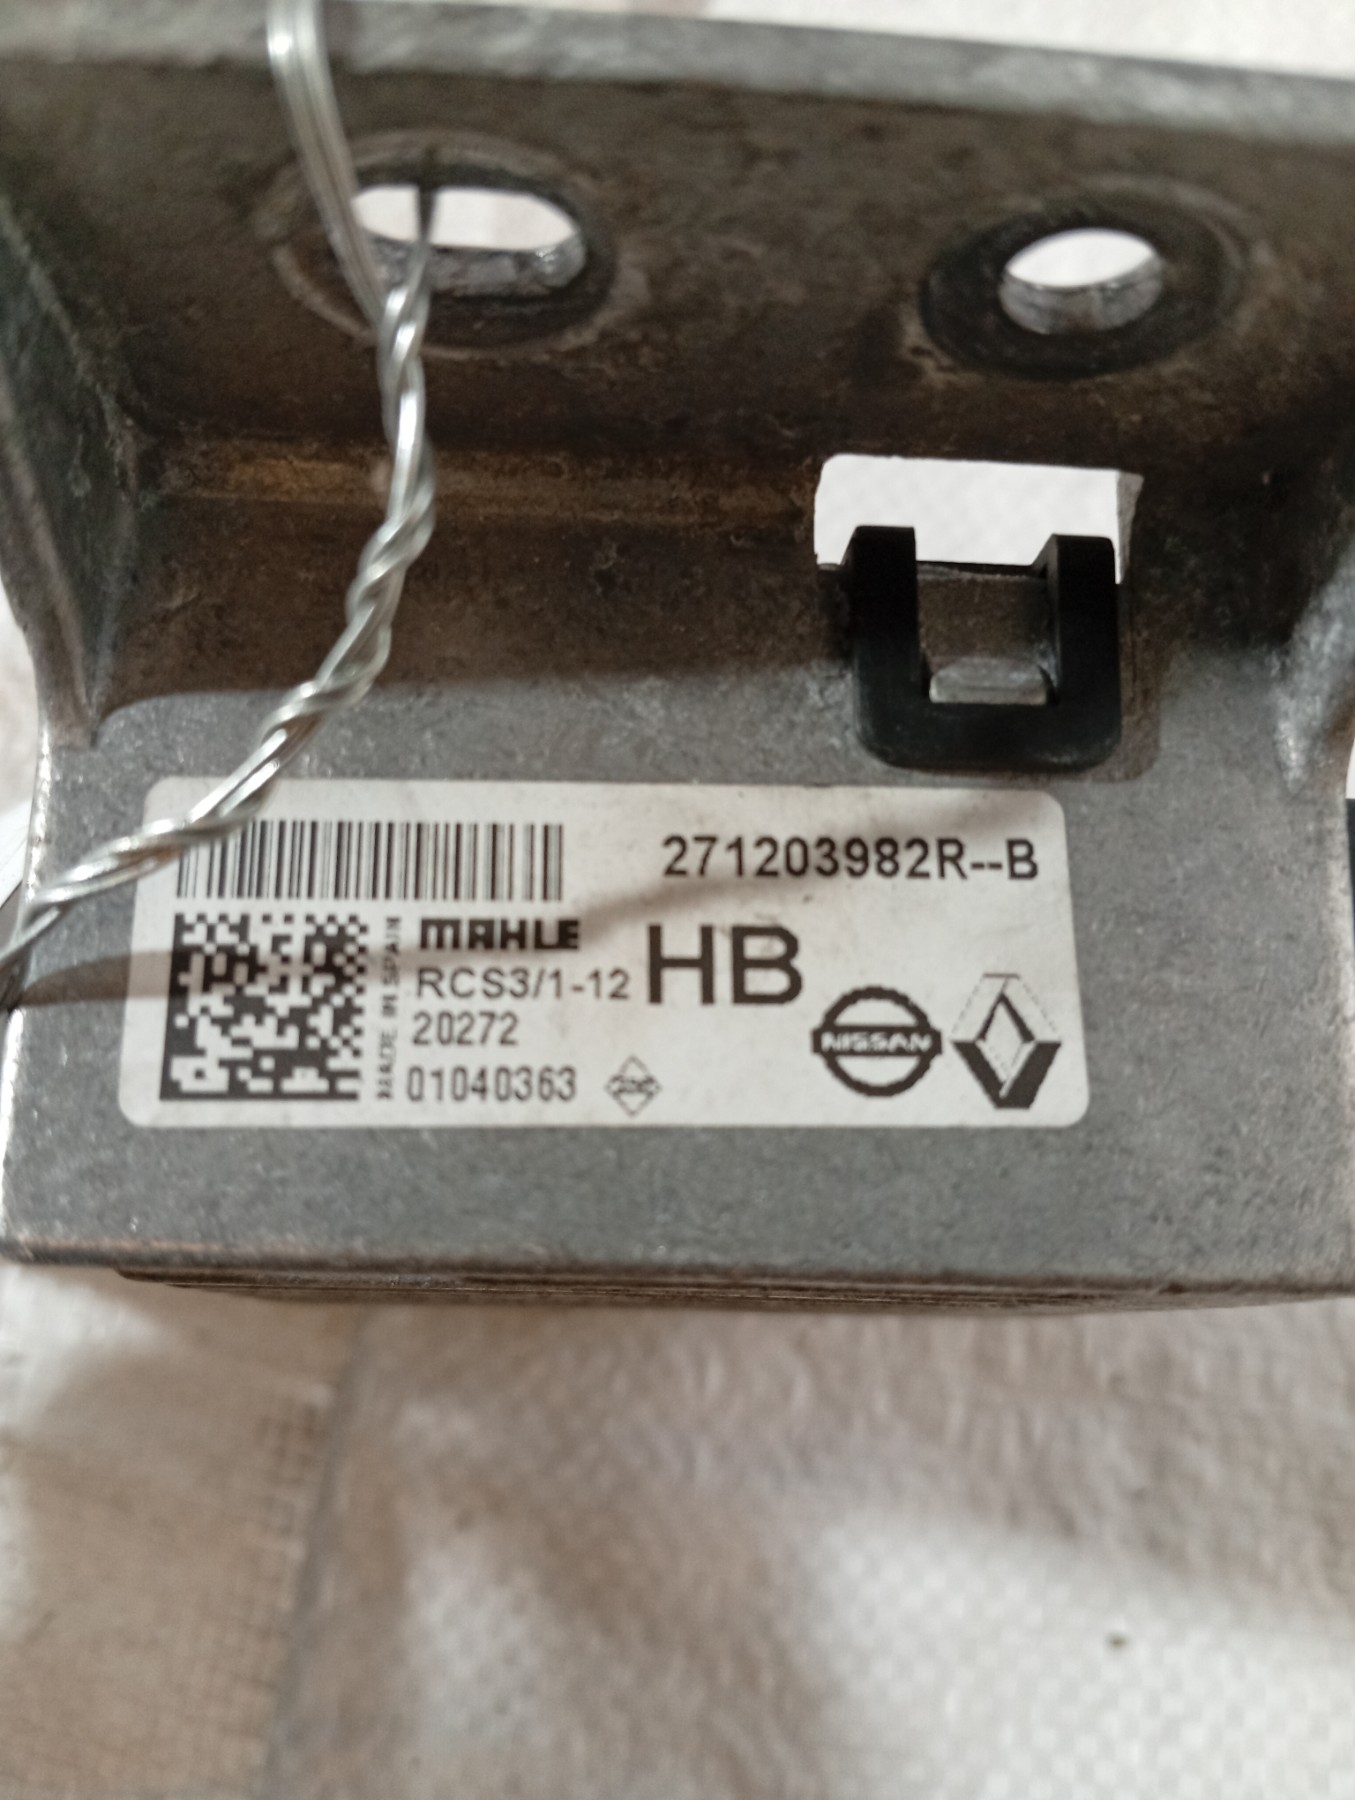 271203982R--B
MAHLE
HB
RCS3/1-12
20272
01040363
MADE IN SPAIN
NISSAN